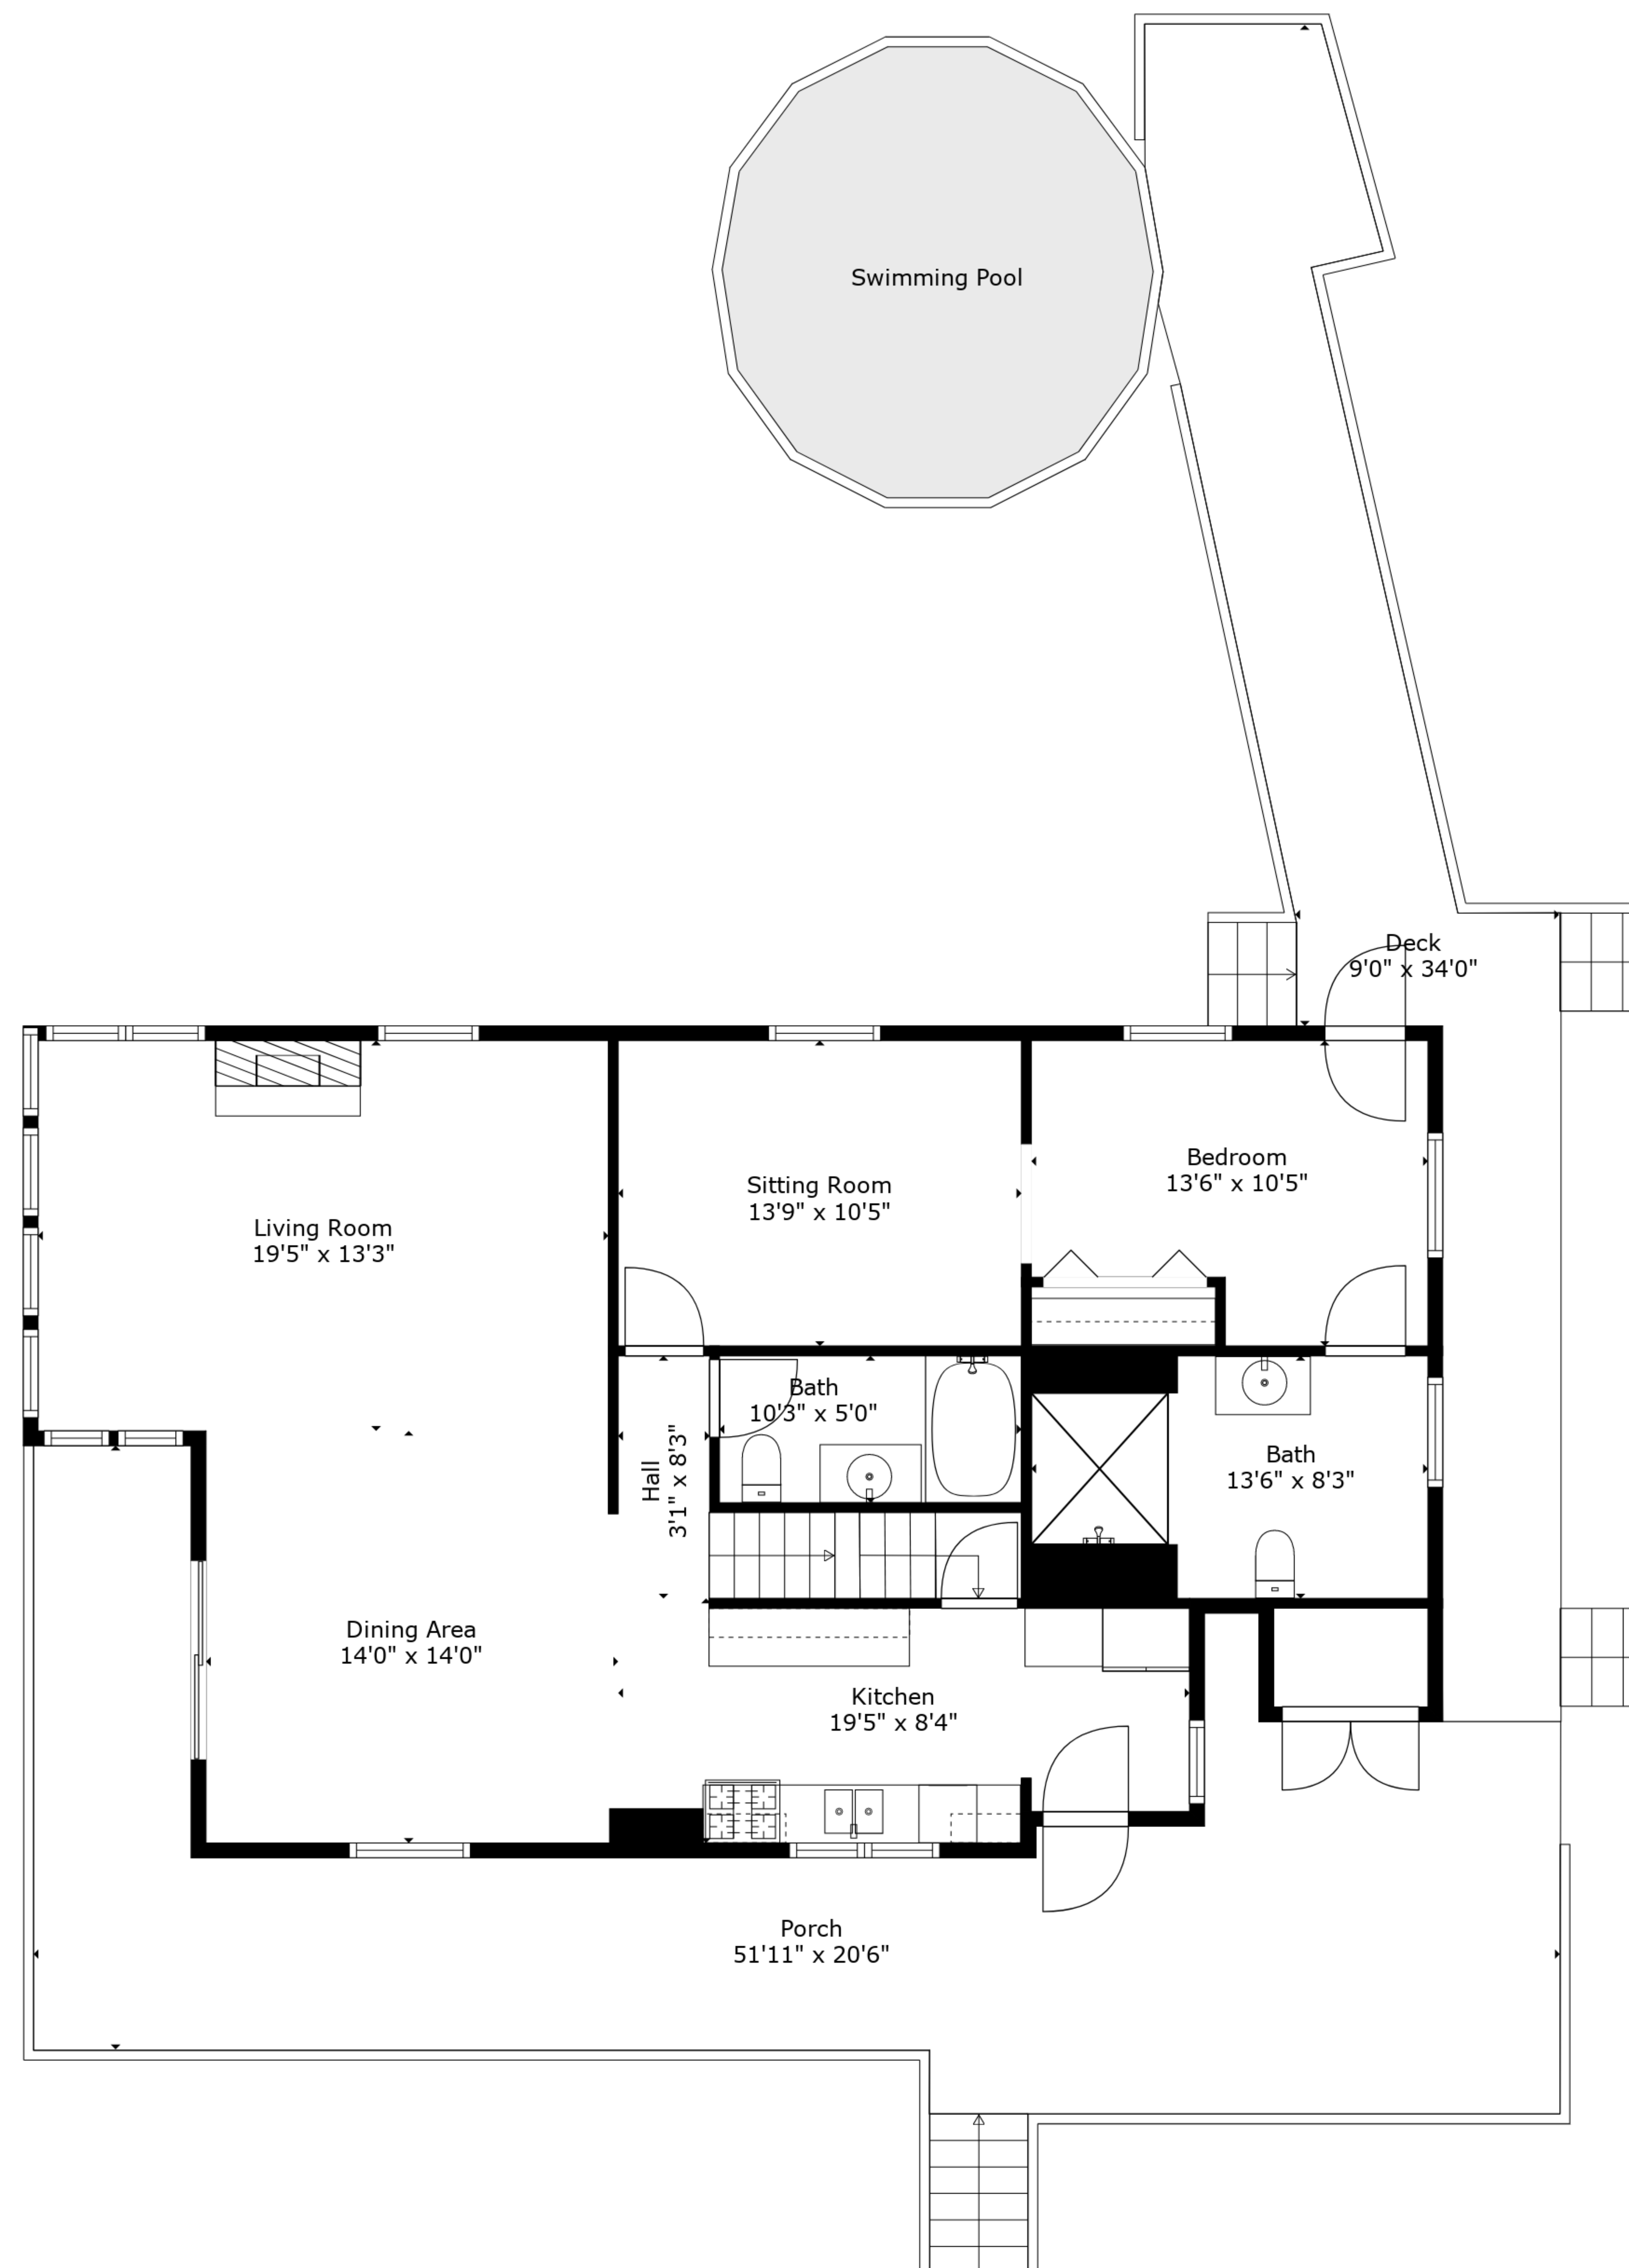 Swimming Pool
Deck
9'0" x 34'0"
Bedroom
13'6" x 10'5"
Sitting Room
13'9" x 10'5"
Living Room
19'5" x 13'3"
Bath
10'3" x 5'0"
Hall
3'1" x 8'3"
Bath
13'6" x 8'3"
Dining Area
14'0" x 14'0"
Kitchen
19'5" x 8'4"
Porch
51'11" x 20'6"